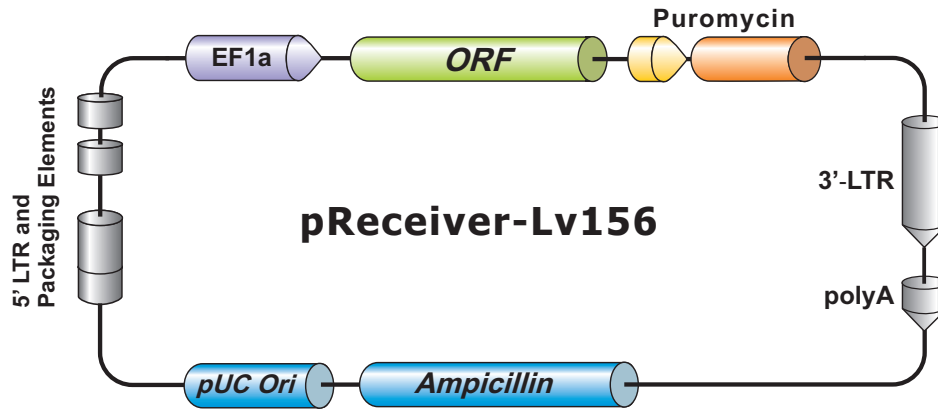 Puromycin
EF1a
ORF
5' LTR and
Packaging Elements
3'-LTR
pReceiver-Lv156
polyA
pUC Ori
Ampicillin